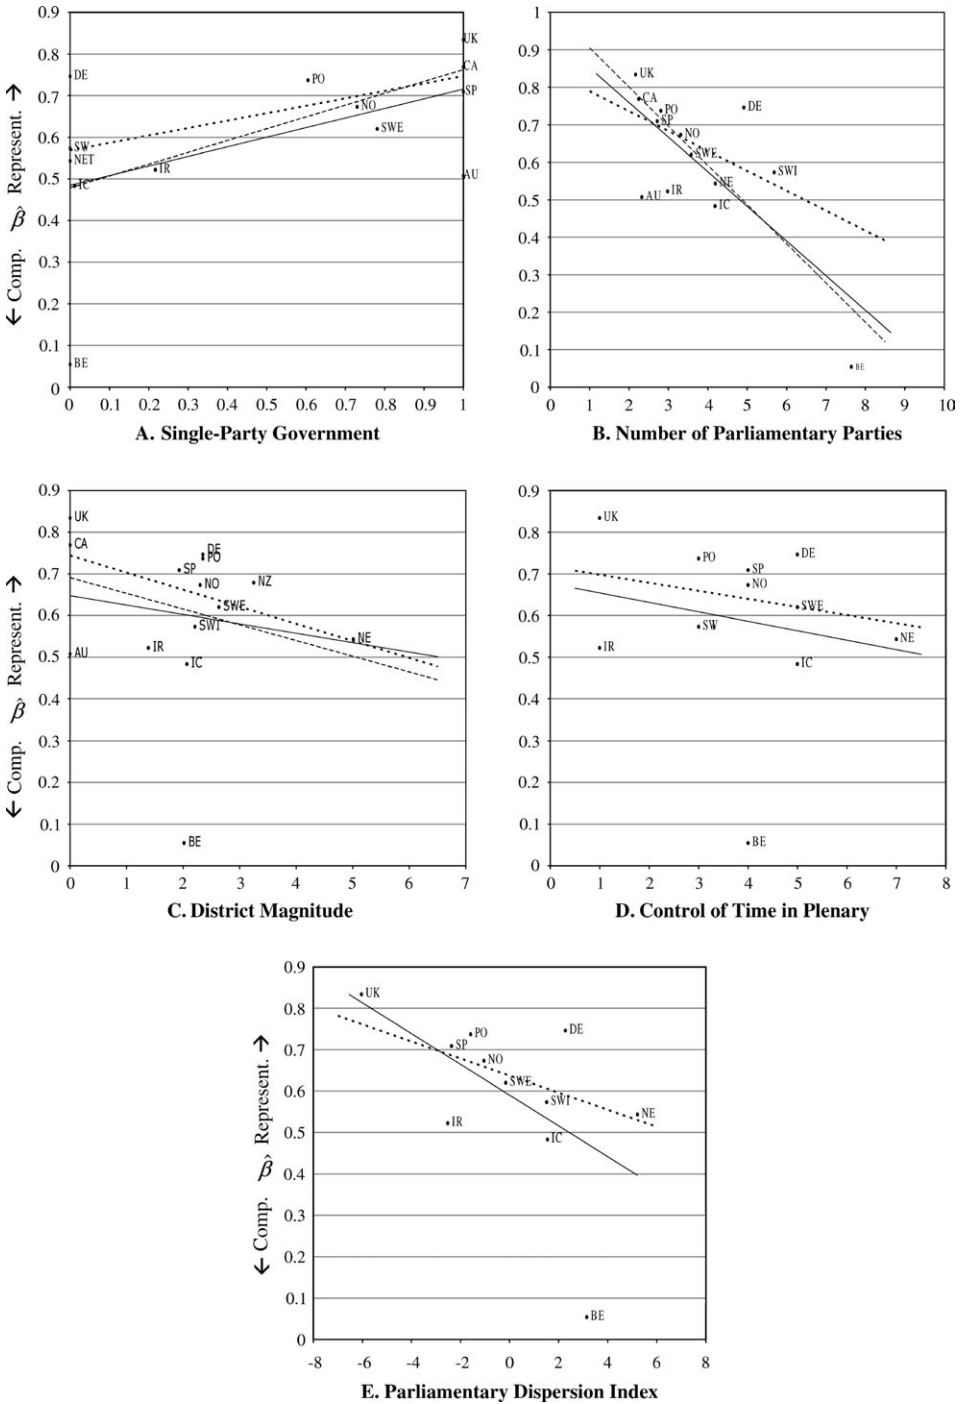 0.9
0.8
0.7
0.6
0.5
0.4
0.3
0.2
0.1
0
← Comp. β̂ Represent. →
UK
CA
DE
PO
SP
NO
SWE
SW
NET
IR
AU
IC
BE
0 0.1 0.2 0.3 0.4 0.5 0.6 0.7 0.8 0.9 1
A. Single-Party Government
1
0.9
0.8
0.7
0.6
0.5
0.4
0.3
0.2
0.1
0
UK
CA
DE
PO
SP
NO
SWE
SWI
NE
IR
AU
IC
BE
1 2 3 4 5 6 7 8 9 10
B. Number of Parliamentary Parties
0.9
0.8
0.7
0.6
0.5
0.4
0.3
0.2
0.1
0
← Comp. β̂ Represent. →
UK
CA
DE
PO
SP
NZ
NO
SWE
SWI
NE
IR
AU
IC
BE
0 1 2 3 4 5 6 7
C. District Magnitude
0.9
0.8
0.7
0.6
0.5
0.4
0.3
0.2
0.1
0
UK
DE
PO
SP
NO
SWE
SW
NE
IR
IC
BE
0 1 2 3 4 5 6 7 8
D. Control of Time in Plenary
0.9
0.8
0.7
0.6
0.5
0.4
0.3
0.2
0.1
0
← Comp. β̂ Represent. →
UK
DE
PO
SP
NO
SWE
SWI
NE
IR
IC
BE
-8 -6 -4 -2 0 2 4 6 8
E. Parliamentary Dispersion Index